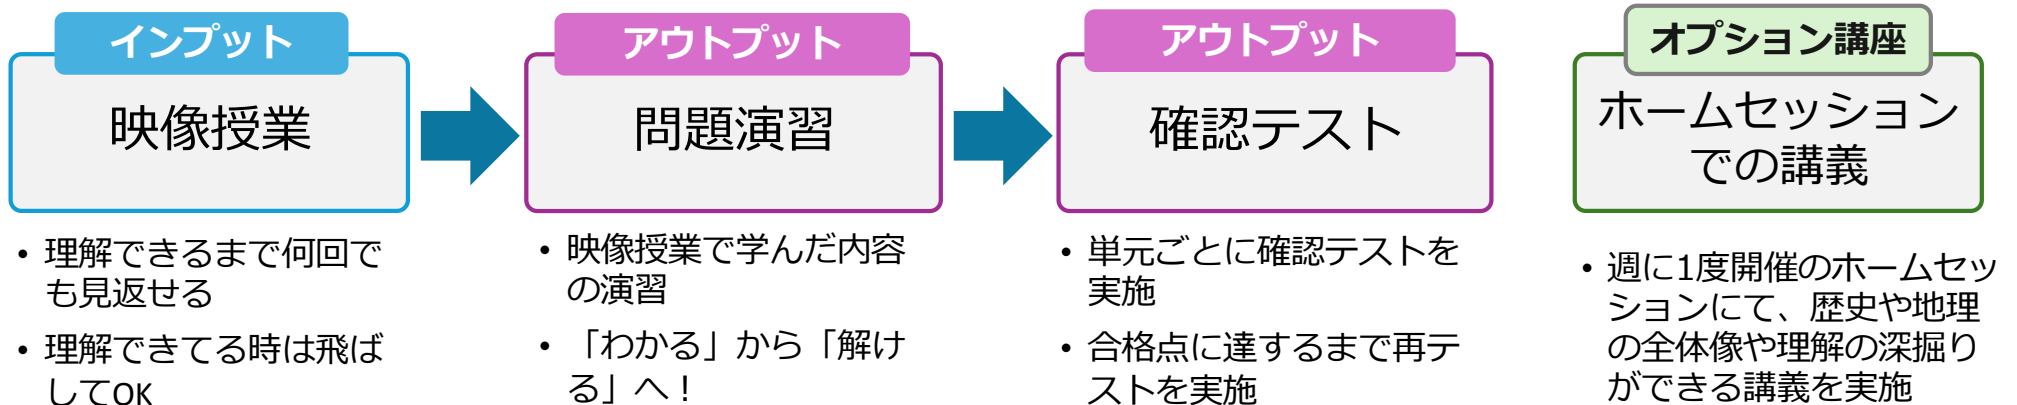 インプット
映像授業
• 理解できるまで何回で
も見返せる
• 理解できてる時は飛ば
してOK
アウトプット
問題演習
• 映像授業で学んだ内容
の演習
• 「わかる」から「解け
る」へ！
アウトプット
確認テスト
• 単元ごとに確認テストを
実施
• 合格点に達するまで再テ
ストを実施
オプション講座
ホームセッション
での講義
• 週に1度開催のホームセッ
ションにて、歴史や地理
の全体像や理解の深掘り
ができる講義を実施